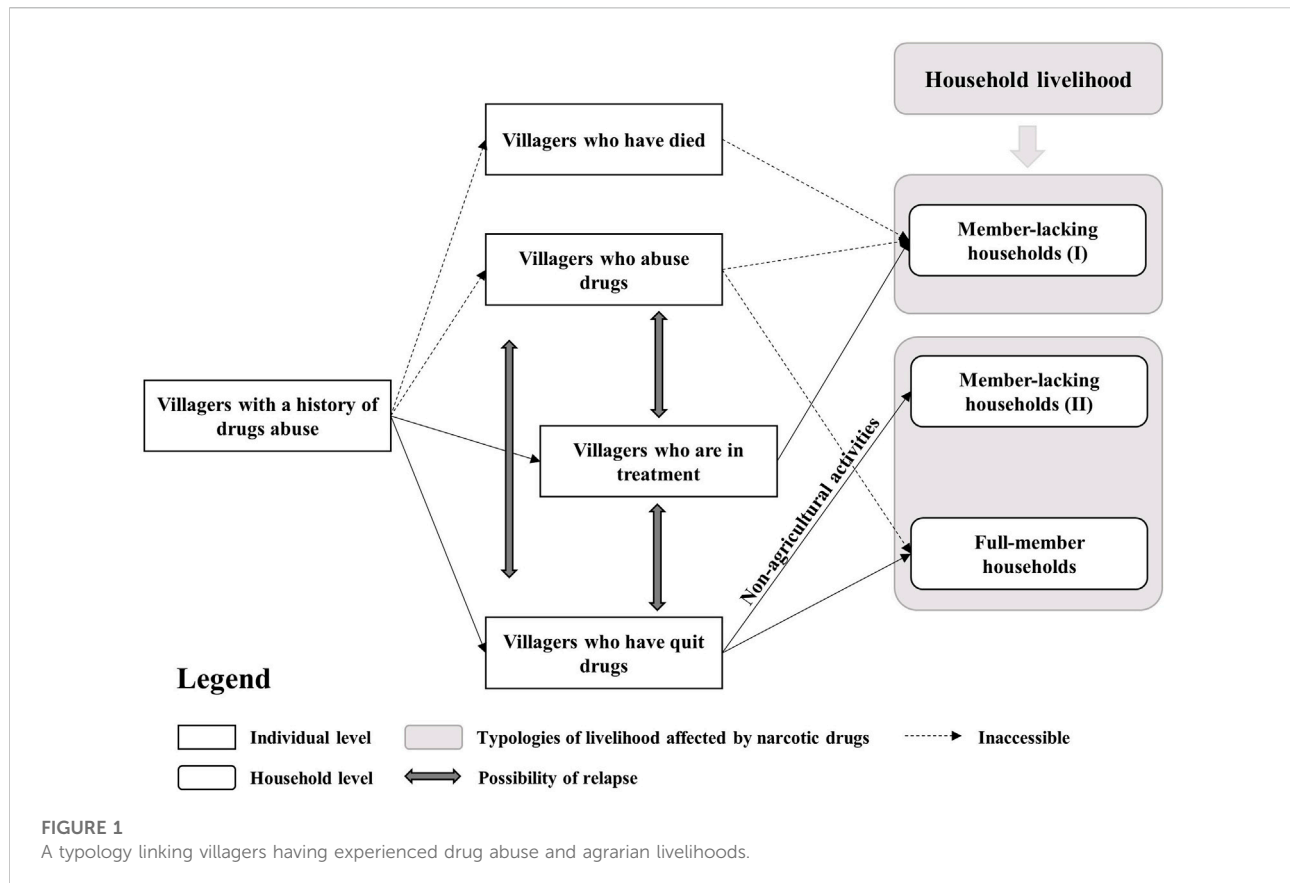 Household livelihood
Villagers who have died
Member-lacking
households (I)
Villagers who abuse
drugs
Member-lacking
households (II)
Villagers with a history of
drugs abuse
Villagers who are in
treatment
Non-agricultural activities
Full-member
households
Villagers who have quit
drugs
Legend
Individual level
Typologies of livelihood affected by narcotic drugs
Inaccessible
Household level
Possibility of relapse
FIGURE 1
A typology linking villagers having experienced drug abuse and agrarian livelihoods.